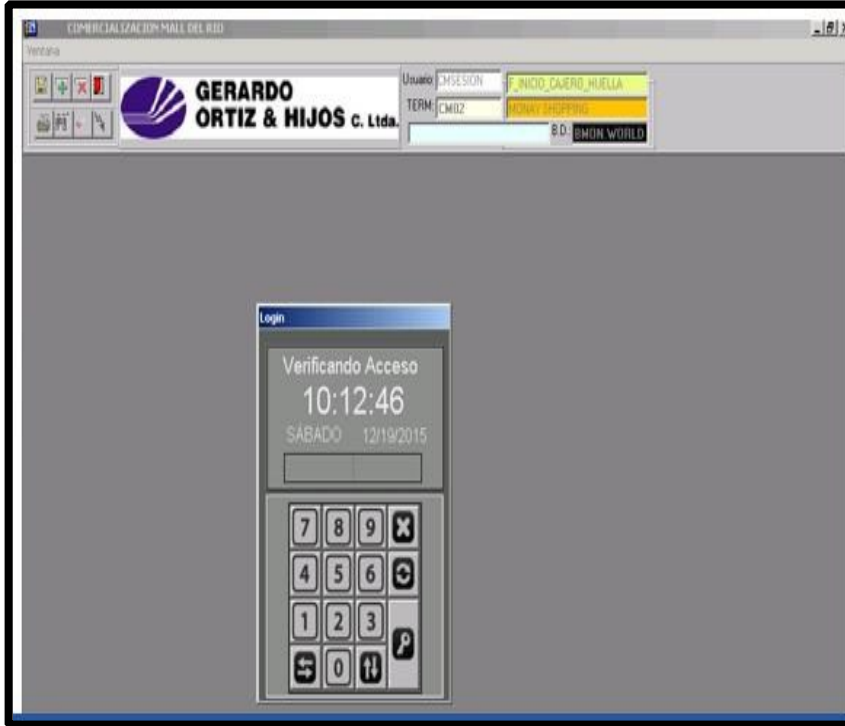 COMERCIALIZACION MALL DEL RIO
Ventana
GERARDO
ORTIZ & HIJOS C. Ltda.
Usuario: CMSESION F_INICIO_CAJERO_HUELLA
TERM: CM02 MONAY SHOPPING
B.D.: BMON WORLD
Login
Verificando Acceso
10:12:46
SÁBADO 12/19/2015
7 8 9
4 5 6
1 2 3
0